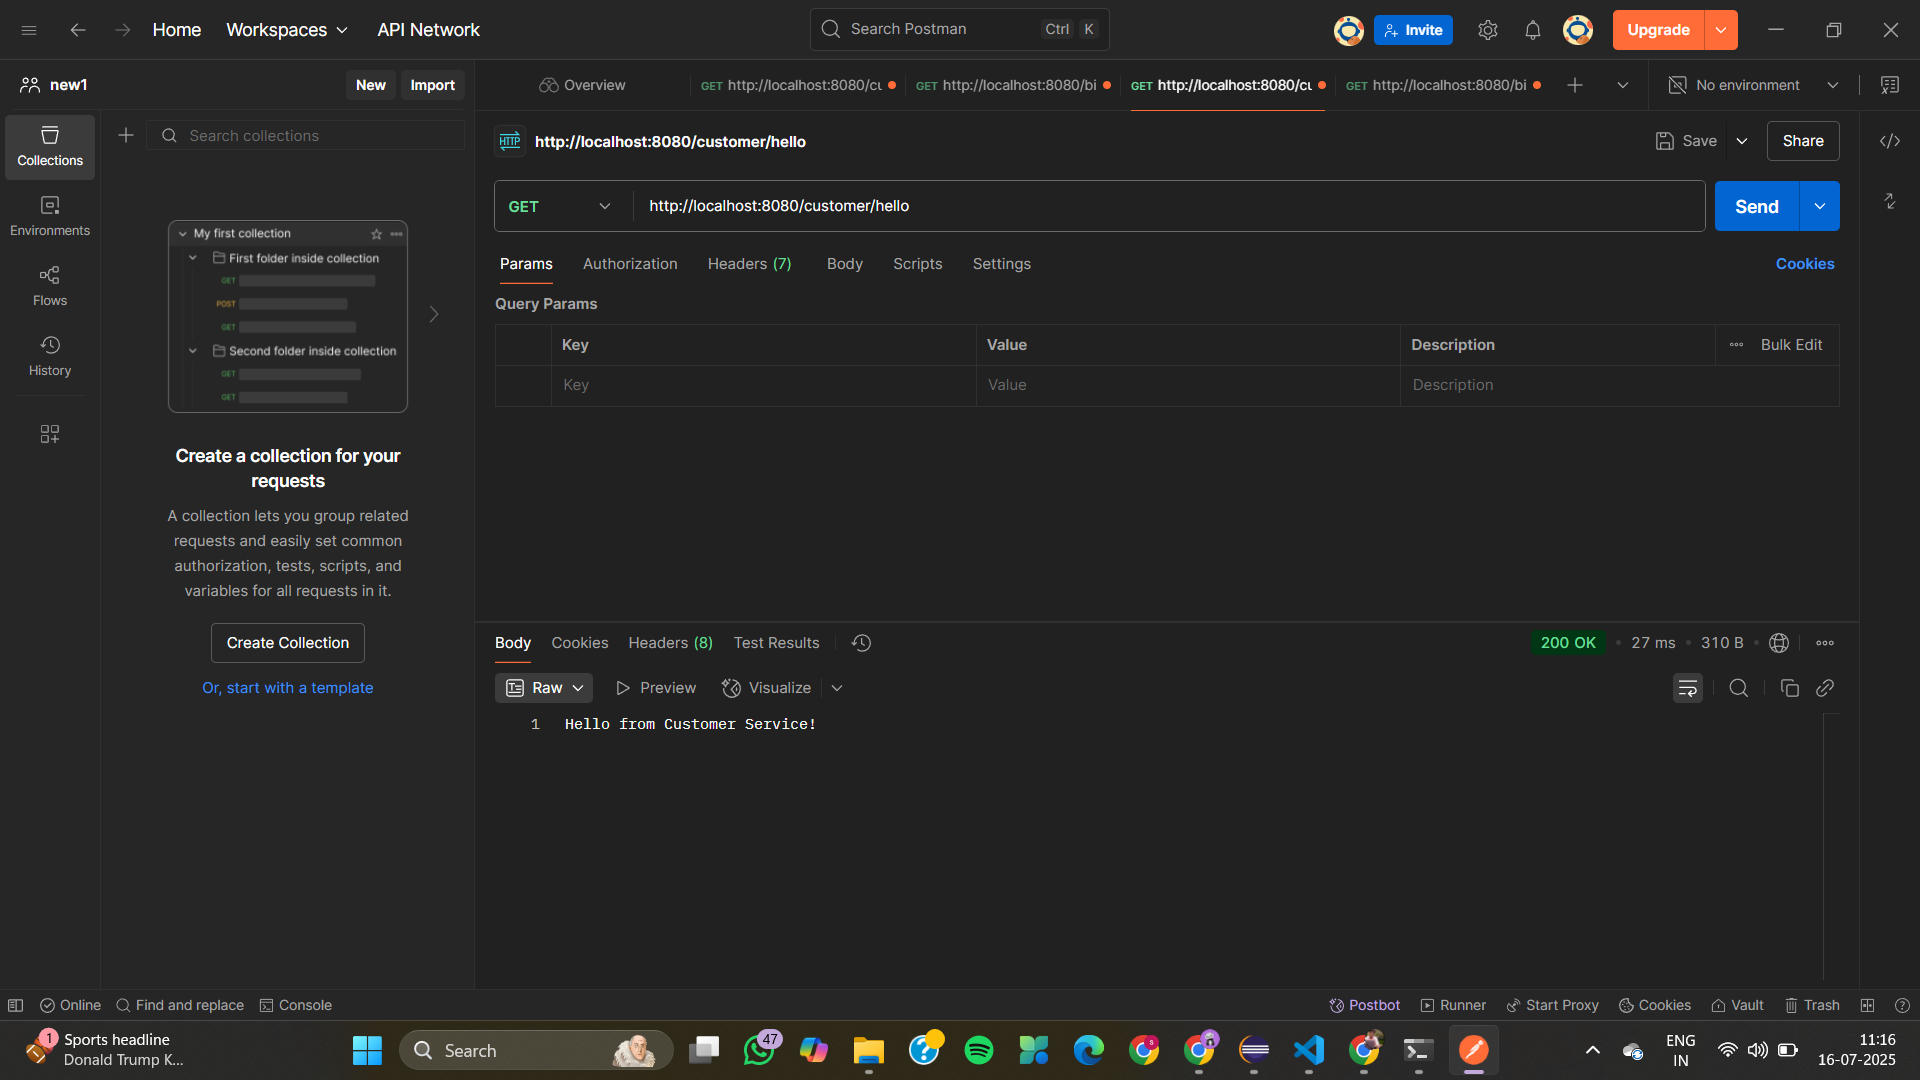 Home
Workspaces
API Network
Search Postman
Ctrl
K
Invite
Upgrade
new1
New
Import
Overview
GET http://localhost:8080/cu
GET http://localhost:8080/bi
GET http://localhost:8080/cu
GET http://localhost:8080/bi
No environment
Collections
Environments
Flows
History
Search collections
My first collection
First folder inside collection
GET
POST
GET
Second folder inside collection
GET
GET
Create a collection for your
requests
A collection lets you group related
requests and easily set common
authorization, tests, scripts, and
variables for all requests in it.
Create Collection
Or, start with a template
HTTP
http://localhost:8080/customer/hello
Save
Share
GET
http://localhost:8080/customer/hello
Send
Params
Authorization
Headers (7)
Body
Scripts
Settings
Cookies
Query Params
Key
Value
Description
Bulk Edit
Key
Value
Description
Body
Cookies
Headers (8)
Test Results
200 OK
27 ms
310 B
Raw
Preview
Visualize
1
Hello from Customer Service!
Online
Find and replace
Console
Postbot
Runner
Start Proxy
Cookies
Vault
Trash
1
Sports headline
Donald Trump K...
Search
47
ENG
IN
11:16
16-07-2025